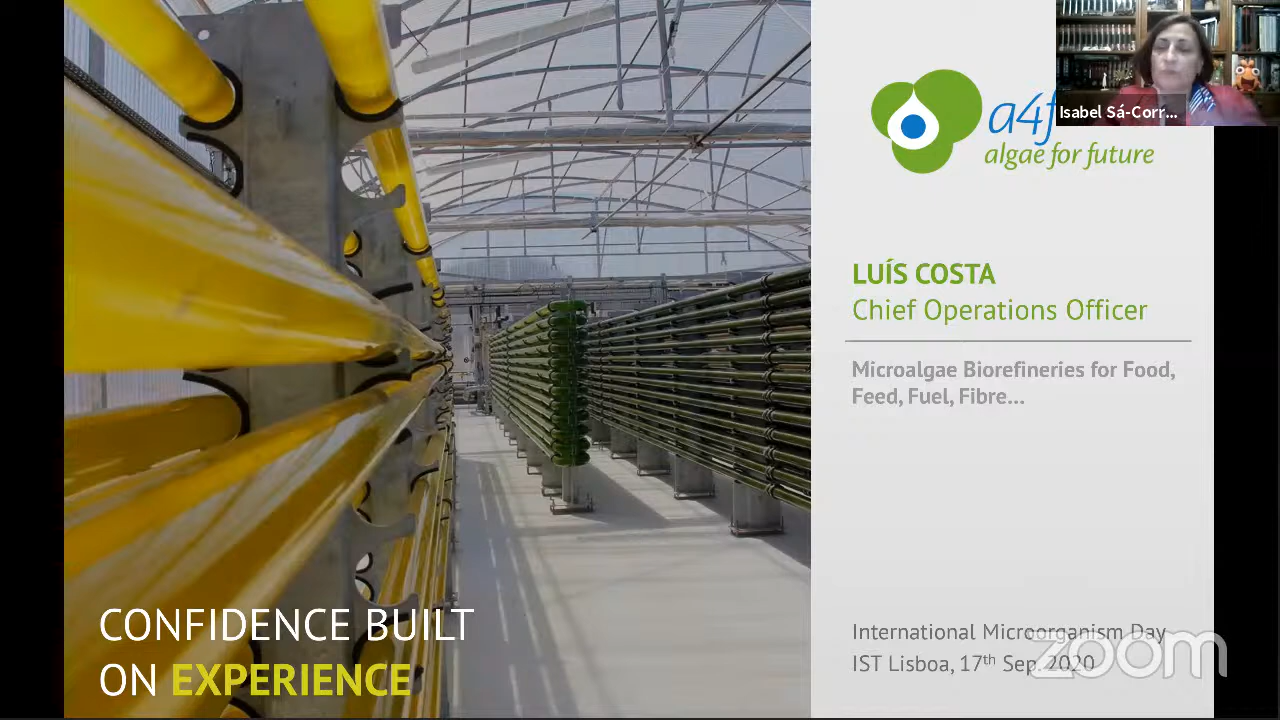 a4f
algae for future
Isabel Sá-Corr...
LUÍS COSTA
Chief Operations Officer
Microalgae Biorefineries for Food,
Feed, Fuel, Fibre...
CONFIDENCE BUILT
ON EXPERIENCE
International Microorganism Day
IST Lisboa, 17th Sep. 2020
zoom